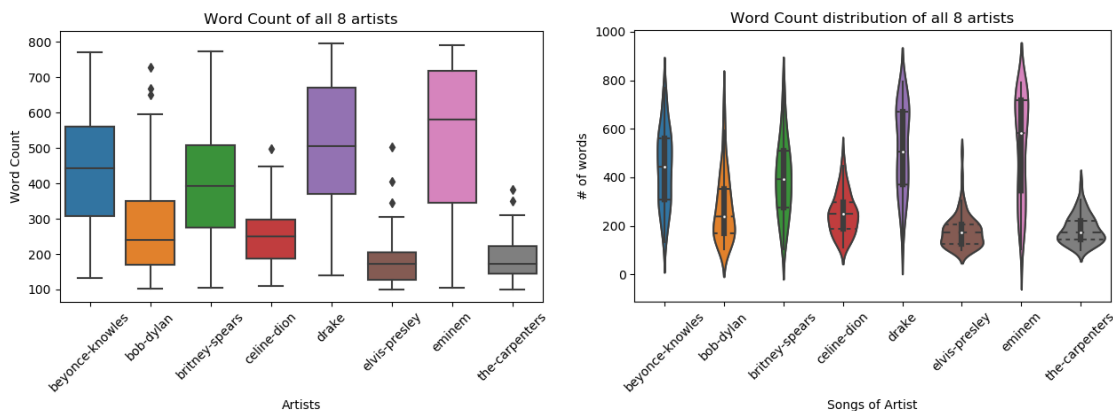 Word Count of all 8 artists
Word Count
800
700
600
500
400
300
200
100
beyonce-knowles
bob-dylan
britney-spears
celine-dion
drake
elvis-presley
eminem
the-carpenters
Artists
Word Count distribution of all 8 artists
# of words
1000
800
600
400
200
0
beyonce-knowles
bob-dylan
britney-spears
celine-dion
drake
elvis-presley
eminem
the-carpenters
Songs of Artist